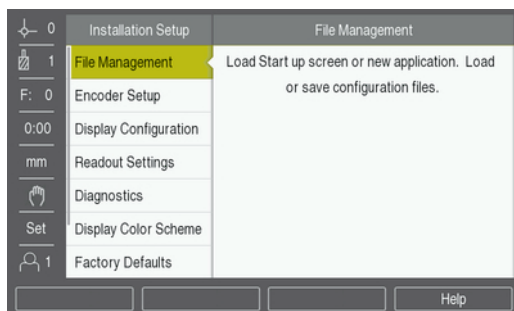 0
Installation Setup
File Management
1
File Management
Load Start up screen or new application. Load
or save configuration files.
F: 0
Encoder Setup
0:00
Display Configuration
mm
Readout Settings
Diagnostics
Set
Display Color Scheme
1
Factory Defaults
Help